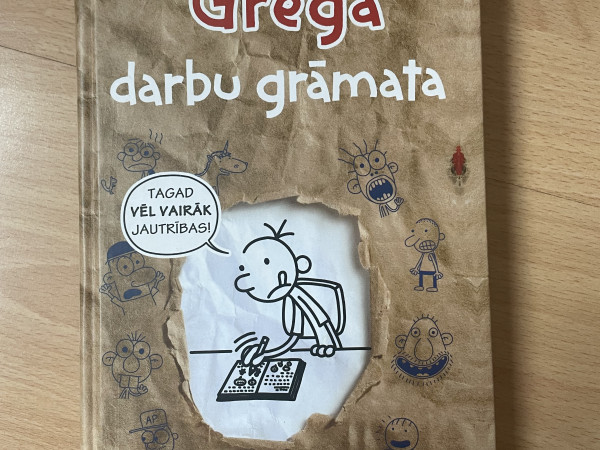 Grega
darbu grāmata
TAGAD
VĒL VAIRĀK
JAUTRĪBAS!